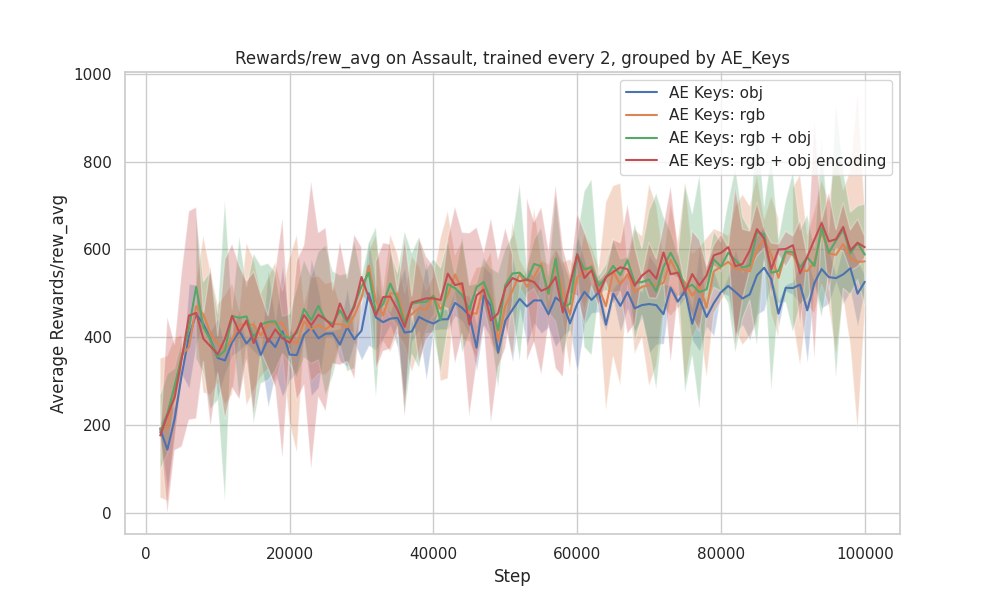 Rewards/rew_avg on Assault, trained every 2, grouped by AE_Keys
AE Keys: obj
AE Keys: rgb
AE Keys: rgb + obj
AE Keys: rgb + obj encoding
Average Rewards/rew_avg
1000
800
600
400
200
0
0
20000
40000
60000
80000
100000
Step